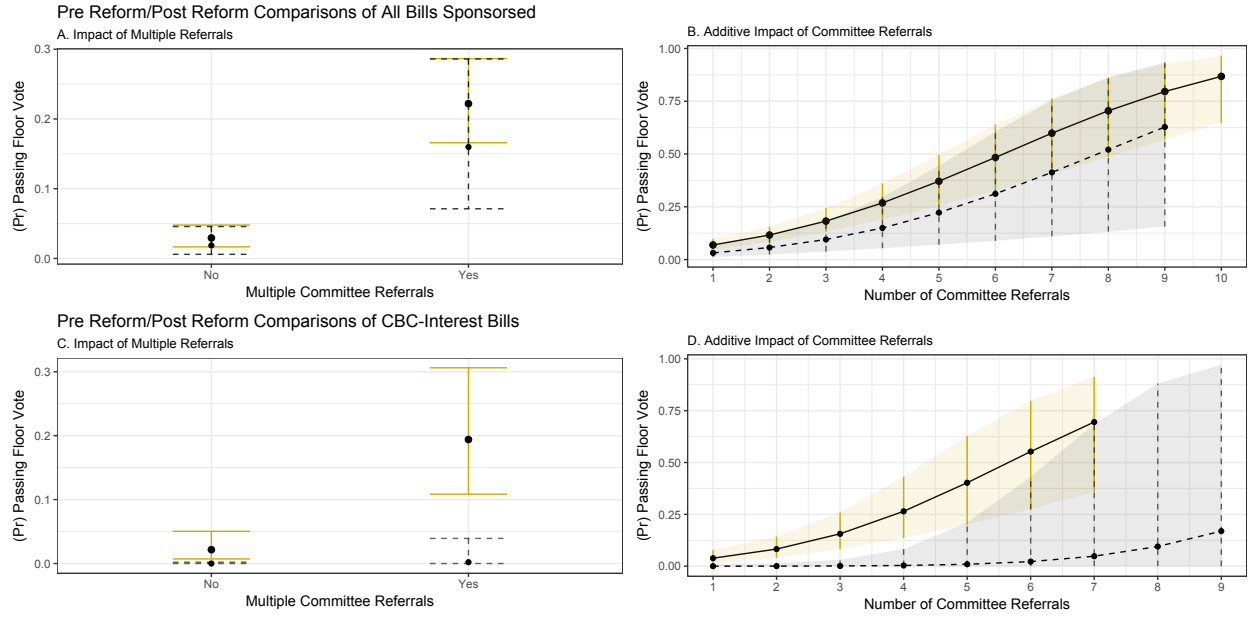 Pre Reform/Post Reform Comparisons of All Bills Sponsorsed
A. Impact of Multiple Referrals
(Pr) Passing Floor Vote
0.3
0.2
0.1
0.0
No
Yes
Multiple Committee Referrals
B. Additive Impact of Committee Referrals
(Pr) Passing Floor Vote
1.00
0.75
0.50
0.25
0.00
1 2 3 4 5 6 7 8 9 10
Number of Committee Referrals
Pre Reform/Post Reform Comparisons of CBC-Interest Bills
C. Impact of Multiple Referrals
(Pr) Passing Floor Vote
0.3
0.2
0.1
0.0
No
Yes
Multiple Committee Referrals
D. Additive Impact of Committee Referrals
(Pr) Passing Floor Vote
1.00
0.75
0.50
0.25
0.00
1 2 3 4 5 6 7 8 9
Number of Committee Referrals